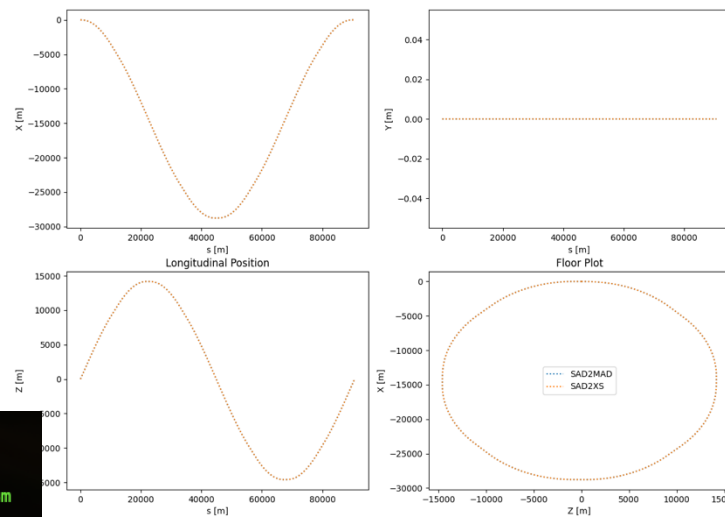 0
−5000
−10000
−15000
−20000
−25000
−30000
X [m]
0 20000 40000 60000 80000
s [m]
0.04
0.02
0.00
−0.02
−0.04
Y [m]
0 20000 40000 60000 80000
s [m]
Longitudinal Position
15000
10000
5000
0
5000
Z [m]
0 20000 40000 60000 80000
s [m]
Floor Plot
0
−5000
−10000
−15000
−20000
−25000
−30000
X [m]
SAD2MAD
SAD2XS
−15000 −10000 −5000 0 5000 10000
Z [m]
m